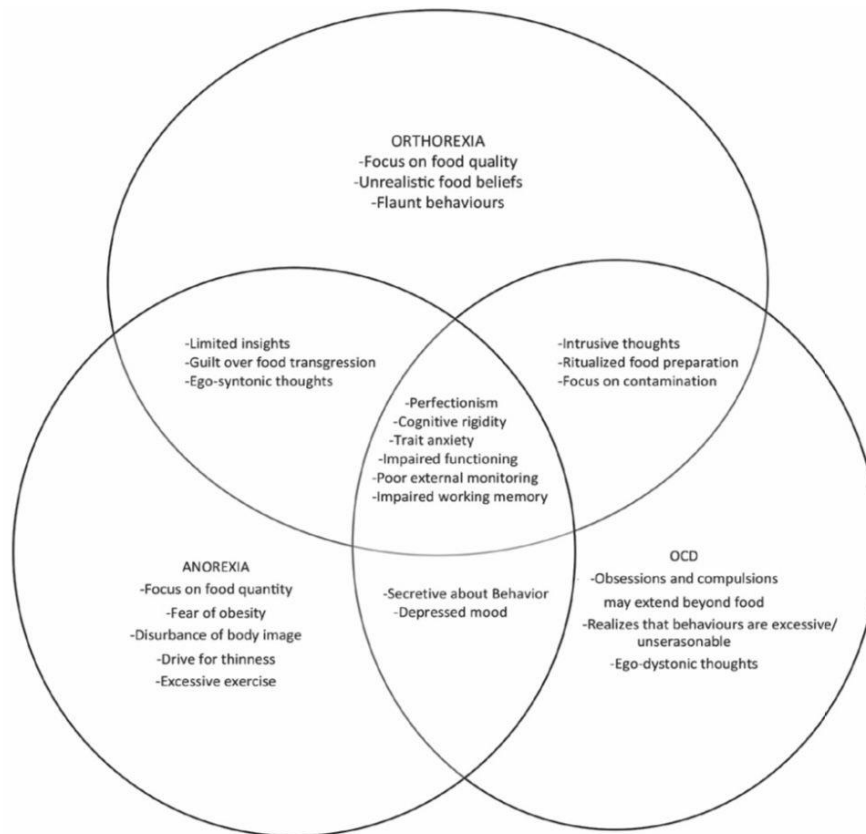 ORTHOREXIA
-Focus on food quality
-Unrealistic food beliefs
-Flaunt behaviours
-Limited insights
-Guilt over food transgression
-Ego-syntonic thoughts
-Intrusive thoughts
-Ritualized food preparation
-Focus on contamination
-Perfectionism
-Cognitive rigidity
-Trait anxiety
-Impaired functioning
-Poor external monitoring
-Impaired working memory
ANOREXIA
-Focus on food quantity
-Fear of obesity
-Disurbance of body image
-Drive for thinness
-Excessive exercise
-Secretive about Behavior
-Depressed mood
OCD
-Obsessions and compulsions
may extend beyond food
-Realizes that behaviours are excessive/
unserasonable
-Ego-dystonic thoughts